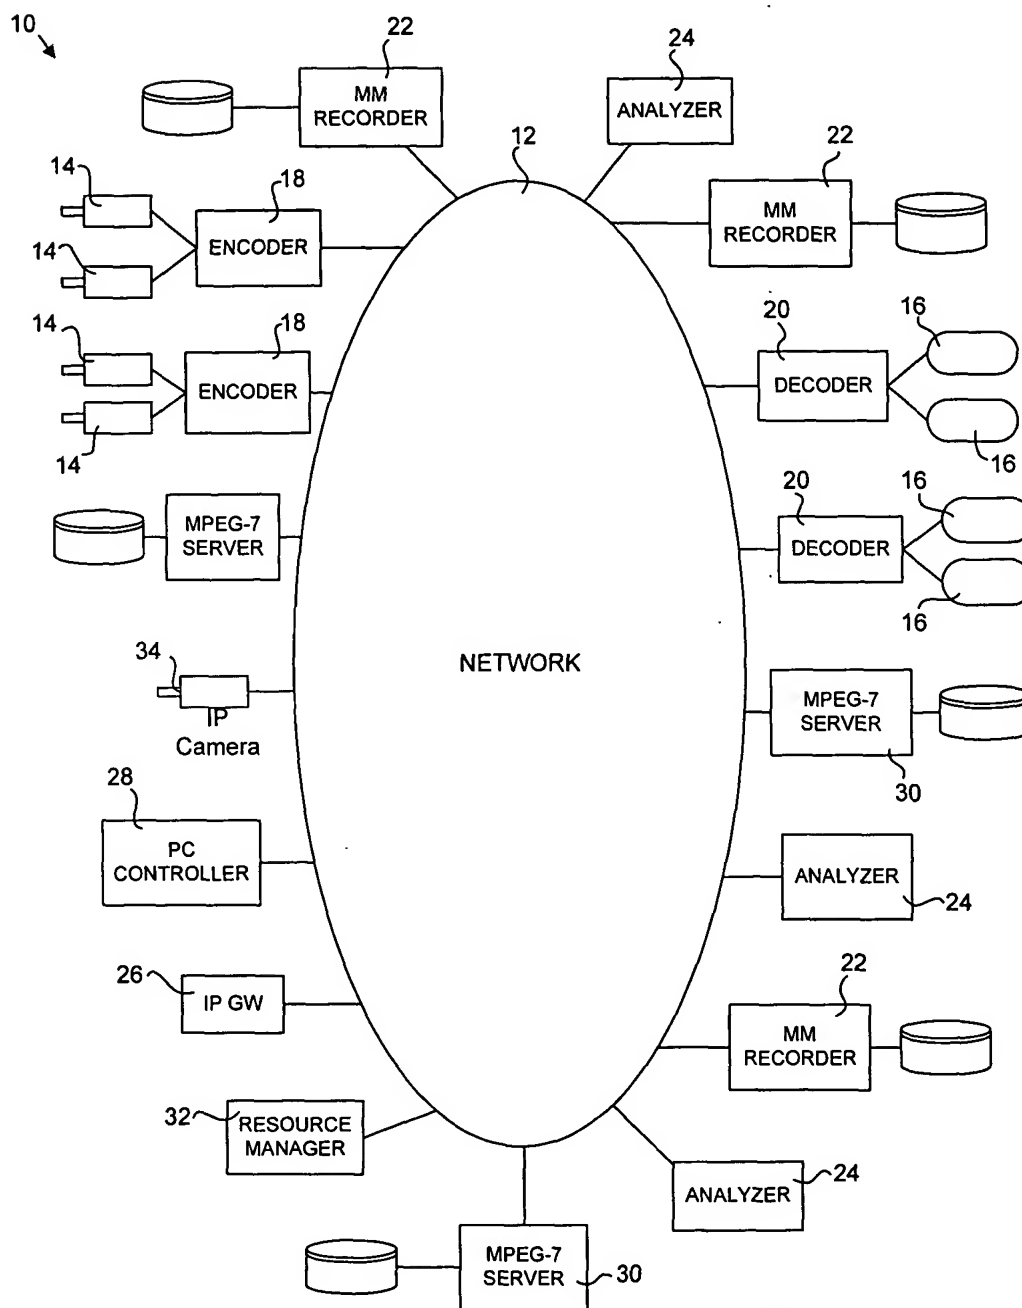 10
22
24
MM
RECORDER
ANALYZER
12
22
14
18
MM
RECORDER
ENCODER
14
14
18
20
16
ENCODER
DECODER
14
16
20
16
MPEG-7
SERVER
DECODER
16
34
NETWORK
IP
Camera
MPEG-7
SERVER
30
28
PC
CONTROLLER
ANALYZER
24
26
IP GW
22
MM
RECORDER
32
RESOURCE
MANAGER
24
ANALYZER
MPEG-7
SERVER
30